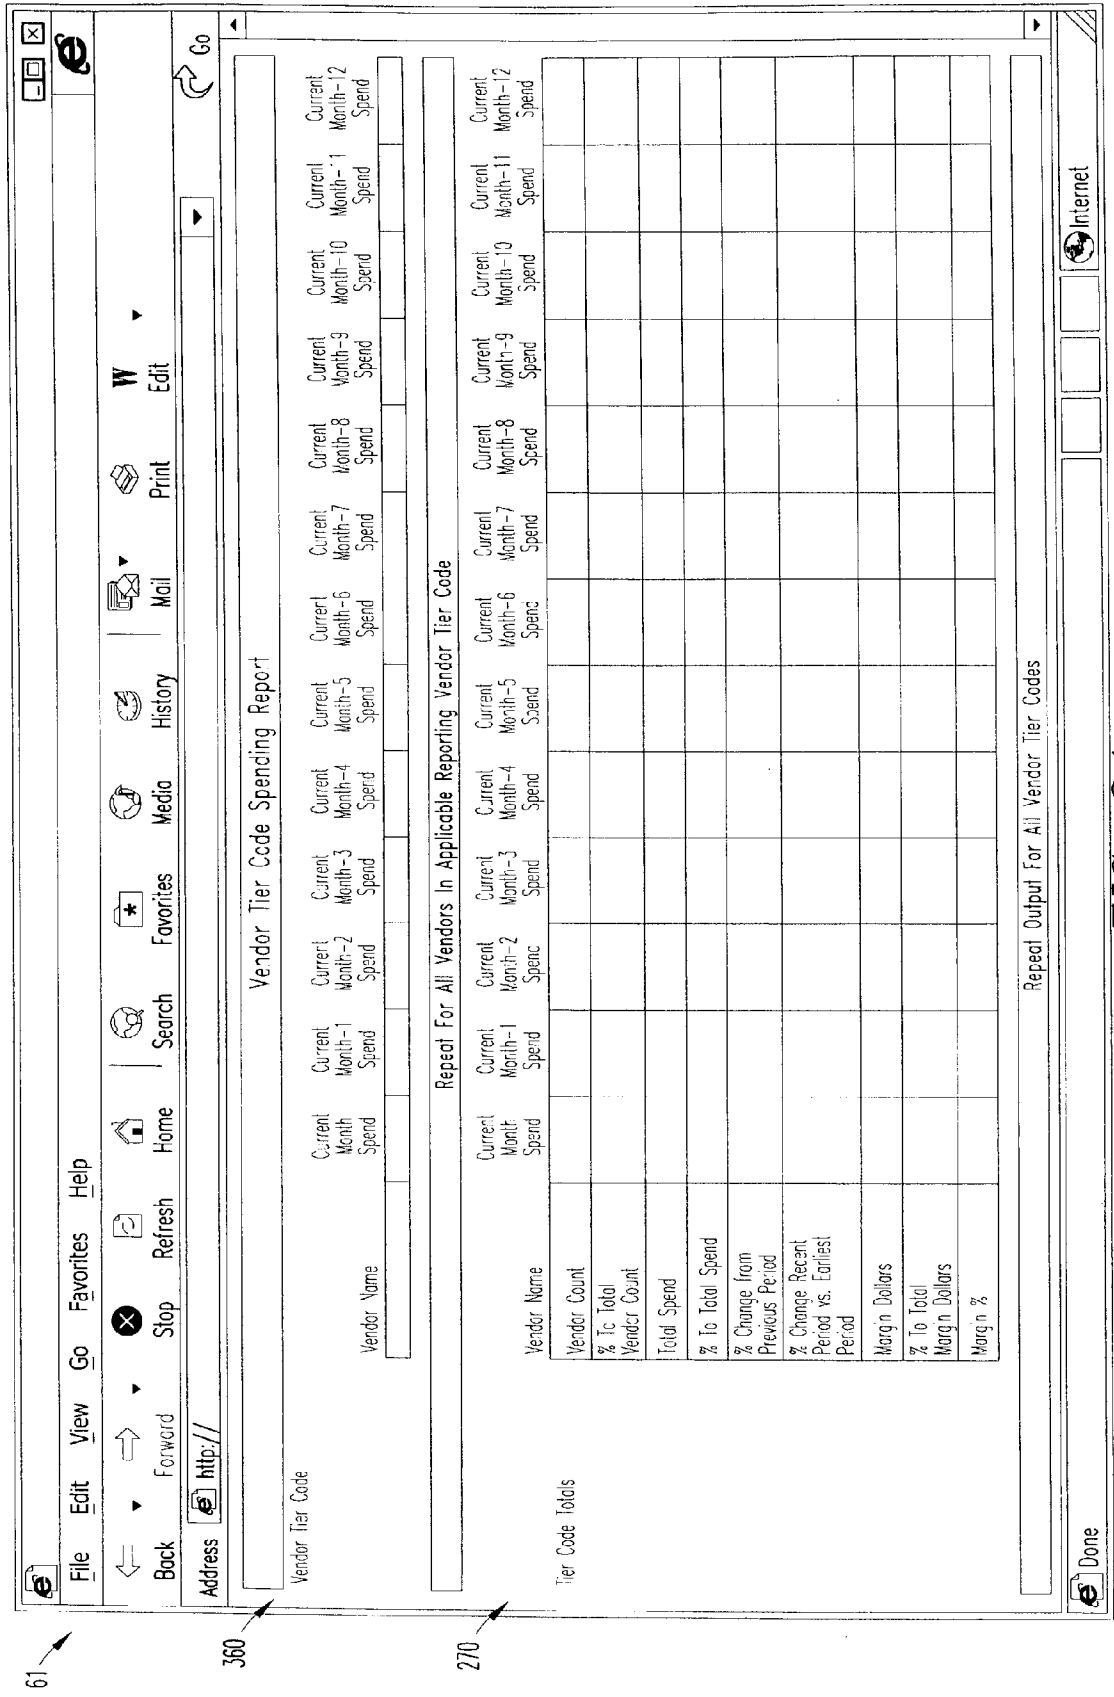 61
File Edit View Go Favorites Help
Back Forward Stop Refresh Home Search Favorites Media History Mail Print Edit
Address http:// Go
360
Vendor Tier Code Spending Report
Vendor Tier Code
Vendor Name
Current Month Spend
Current Month-1 Spend
Current Month-2 Spend
Current Month-3 Spend
Current Month-4 Spend
Current Month-5 Spend
Current Month-6 Spend
Current Month-7 Spend
Current Month-8 Spend
Current Month-9 Spend
Current Month-10 Spend
Current Month-11 Spend
Current Month-12 Spend
Repeat For All Vendors In Applicable Reporting Vendor Tier Code
270
Vendor Name
Current Month Spend
Current Month-1 Spend
Current Month-2 Spend
Current Month-3 Spend
Current Month-4 Spend
Current Month-5 Spend
Current Month-6 Spend
Current Month-7 Spend
Current Month-8 Spend
Current Month-9 Spend
Current Month-10 Spend
Current Month-11 Spend
Current Month-12 Spend
Tier Code Totals
Vendor Count
% To Total
Vendor Count
Total Spend
% To Total Spend
% Change from
Previous Period
% Change Recent
Period vs. Earliest
Period
Margin Dollars
% To Total
Margin Dollars
Margin %
Repeat Output For All Vendor Tier Codes
Done Internet